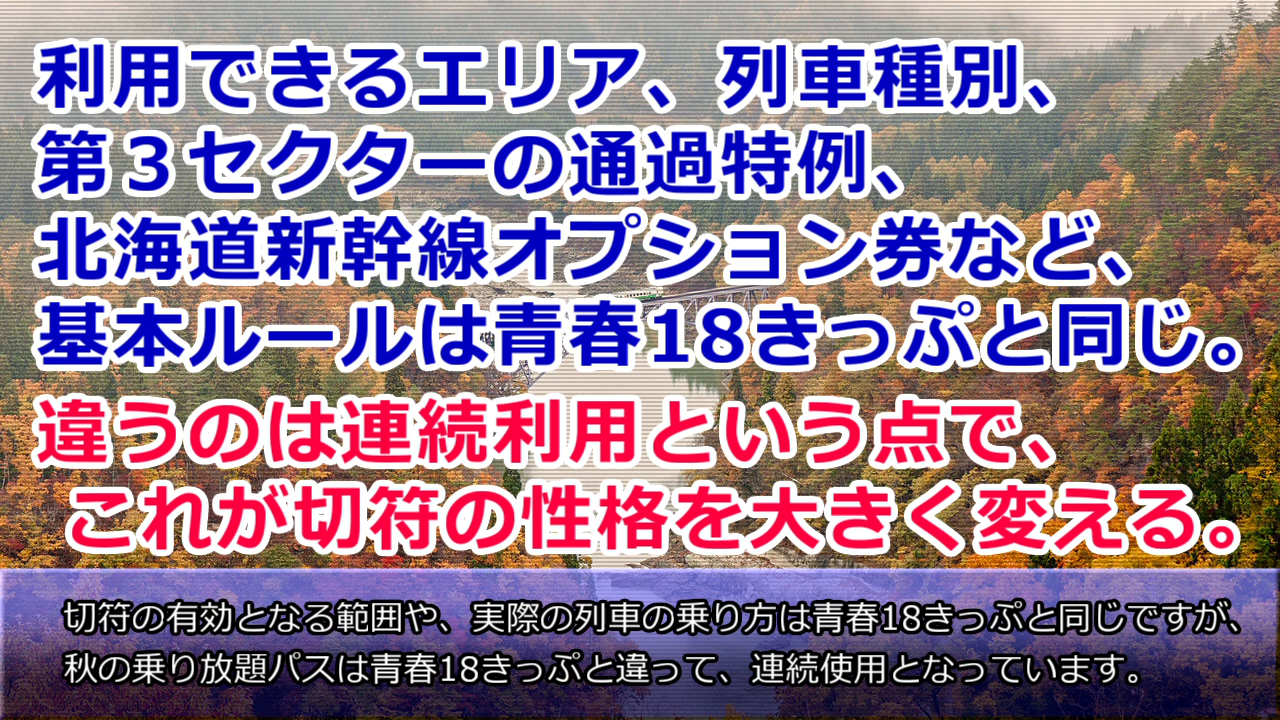 利用できるエリア、列車種別、
第３セクターの通過特例、
北海道新幹線オプション券など、
基本ルールは青春18きっぷと同じ。
違うのは連続利用という点で、
これが切符の性格を大きく変える。
切符の有効となる範囲や、実際の列車の乗り方は青春18きっぷと同じですが、
秋の乗り放題パスは青春18きっぷと違って、連続使用となっています。